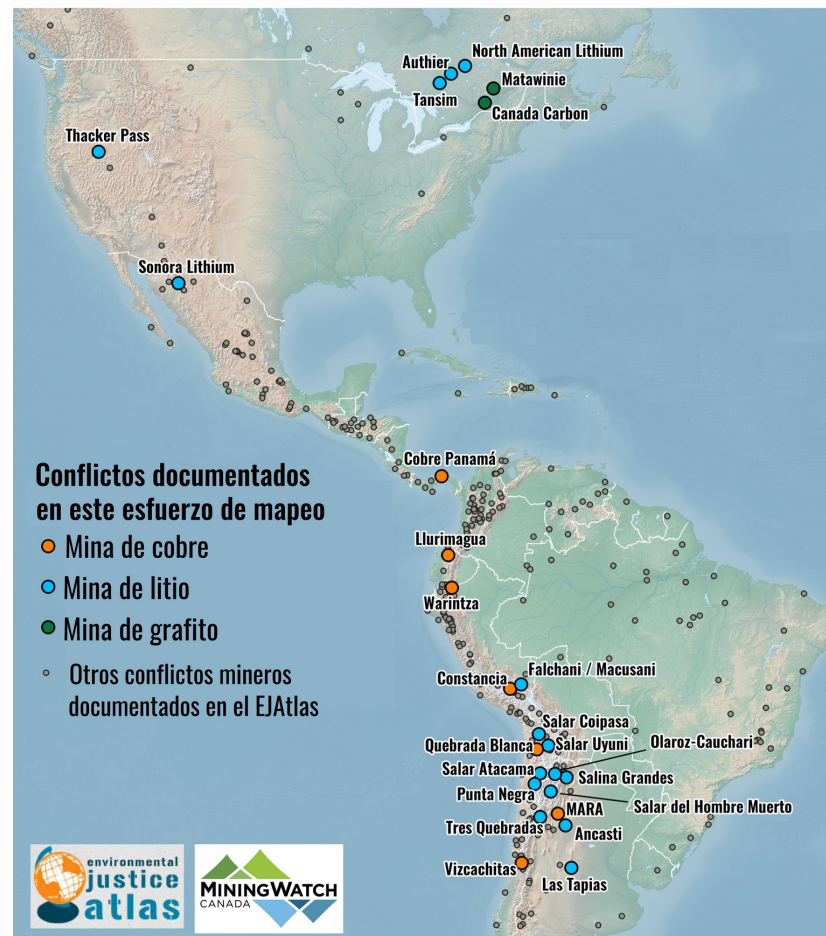 North American Lithium
Authier
Matawinie
Tansim
Canada Carbon
Thacker Pass
Sonora Lithium
Cobre Panamá
Conflictos documentados
en este esfuerzo de mapeo
Mina de cobre
Mina de litio
Mina de grafito
Otros conflictos mineros
documentados en el EJAtlas
Llurimagua
Warintza
Falchani / Macusani
Constancia
Salar Coipasa
Quebrada Blanca
Salar Uyuni
Olaroz-Cauchari
Salar Atacama
Salina Grandes
Punta Negra
Salar del Hombre Muerto
MARA
Tres Quebradas
Ancasti
Vizcachitas
Las Tapias
environmental
justice
atlas
MININGWATCH
CANADA